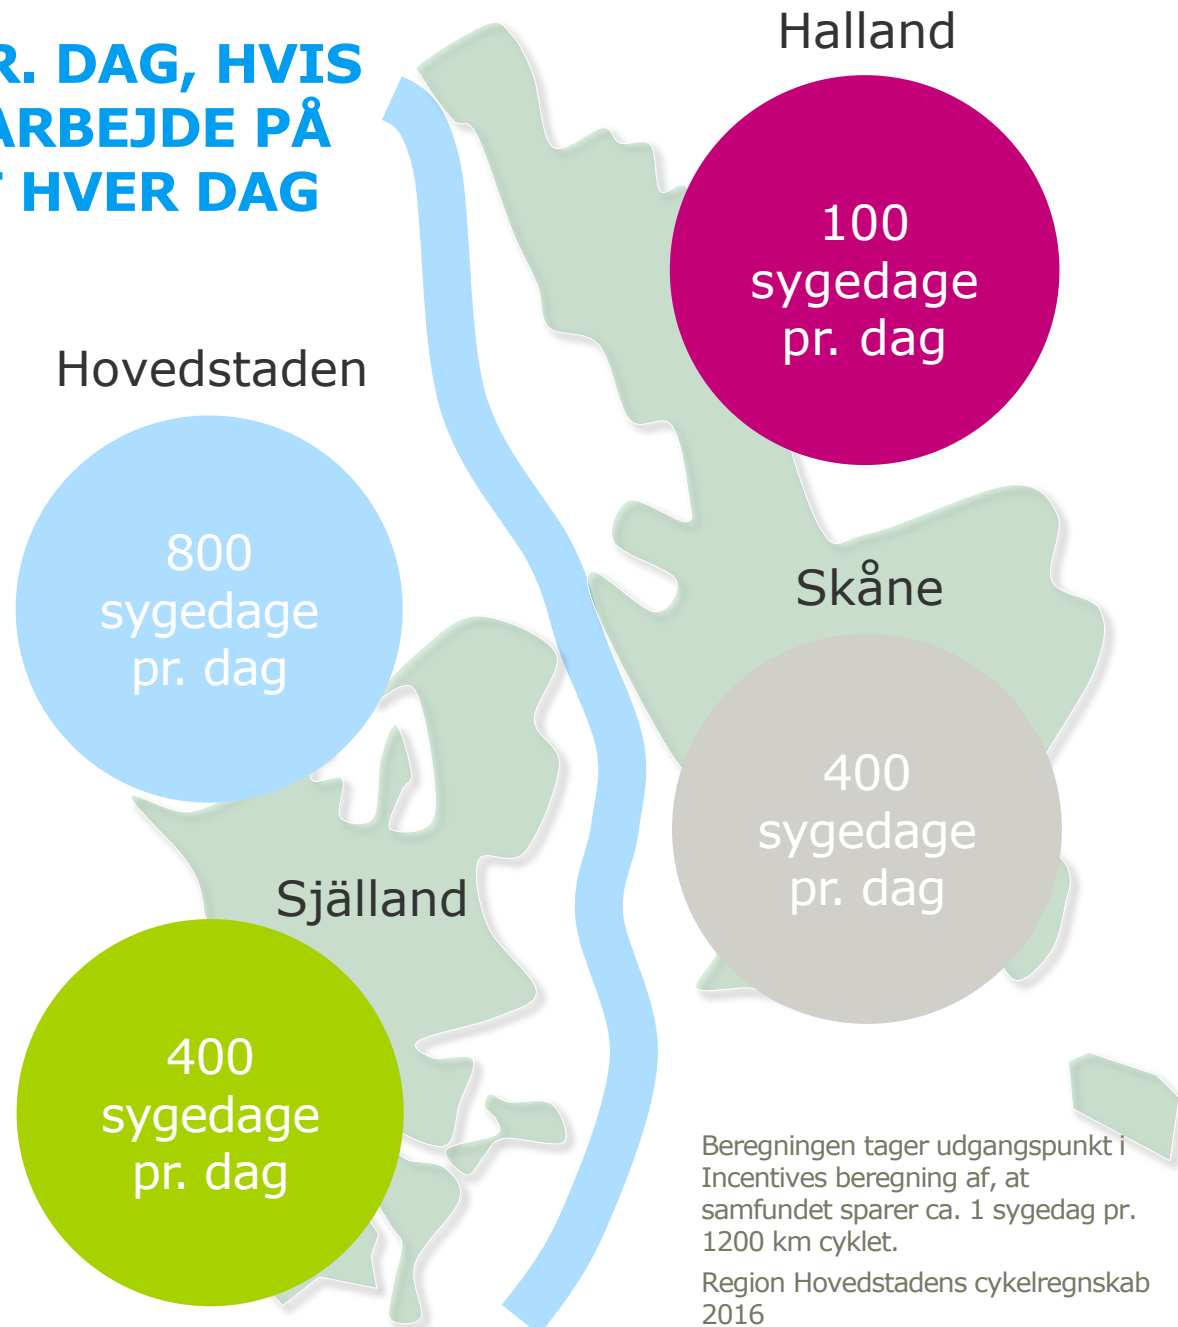 R. DAG, HVIS
ARBEJDE PÅ
HVER DAG
Halland
100
sygedage
pr. dag
Hovedstaden
800
sygedage
pr. dag
Skåne
400
sygedage
pr. dag
Själland
400
sygedage
pr. dag
Beregningen tager udgangspunkt i
Incentives beregning af, at
samfundet sparer ca. 1 sygedag pr.
1200 km cyklet.
Region Hovedstadens cykelregnskab
2016